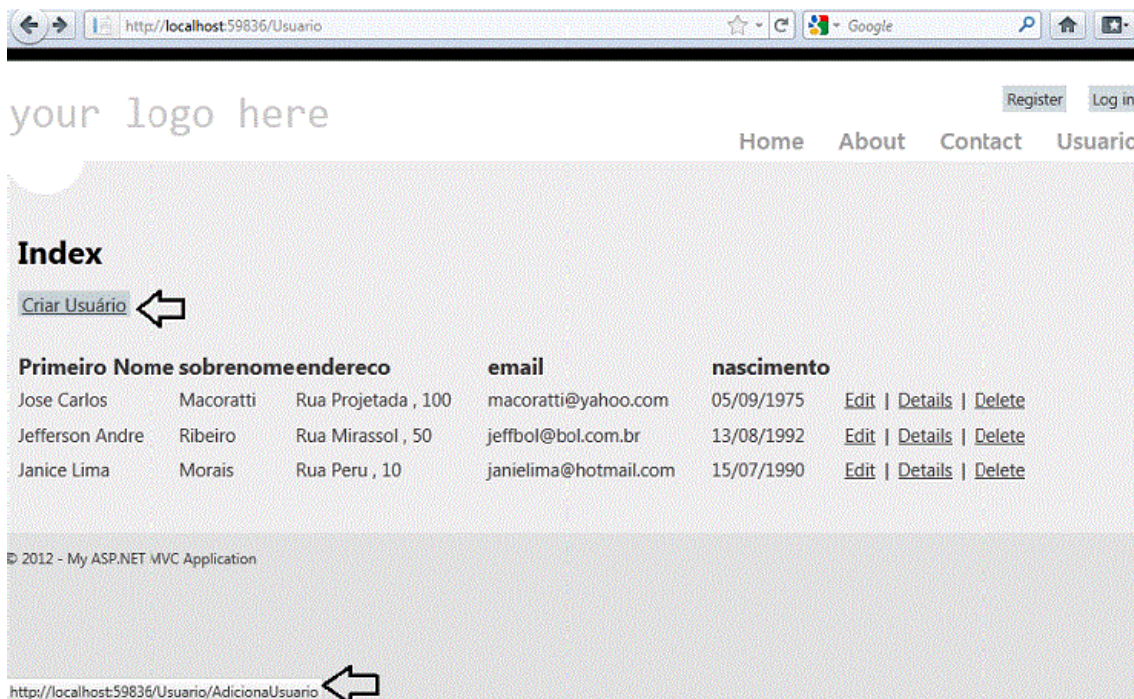 http://localhost:59836/Usuario Google
Register Log in
your logo here
Home About Contact Usuario
Index
Criar Usuário
Primeiro Nome sobrenome endereco email nascimento
Jose Carlos Macoratti Rua Projetada , 100 macoratti@yahoo.com 05/09/1975 Edit | Details | Delete
Jefferson Andre Ribeiro Rua Mirassol , 50 jeffbol@bol.com.br 13/08/1992 Edit | Details | Delete
Janice Lima Morais Rua Peru , 10 janielima@hotmail.com 15/07/1990 Edit | Details | Delete
© 2012 - My ASP.NET MVC Application
http://localhost:59836/Usuario/AdicionaUsuario